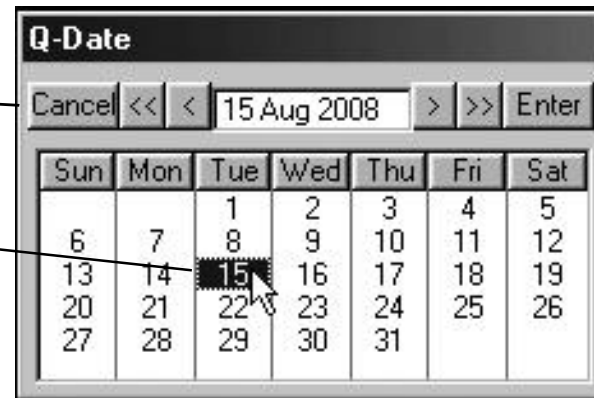 Q-Date
Cancel << < 15 Aug 2008 > >> Enter
Sun Mon Tue Wed Thu Fri Sat
1 2 3 4 5
6 7 8 9 10 11 12
13 14 15 16 17 18 19
20 21 22 23 24 25 26
27 28 29 30 31